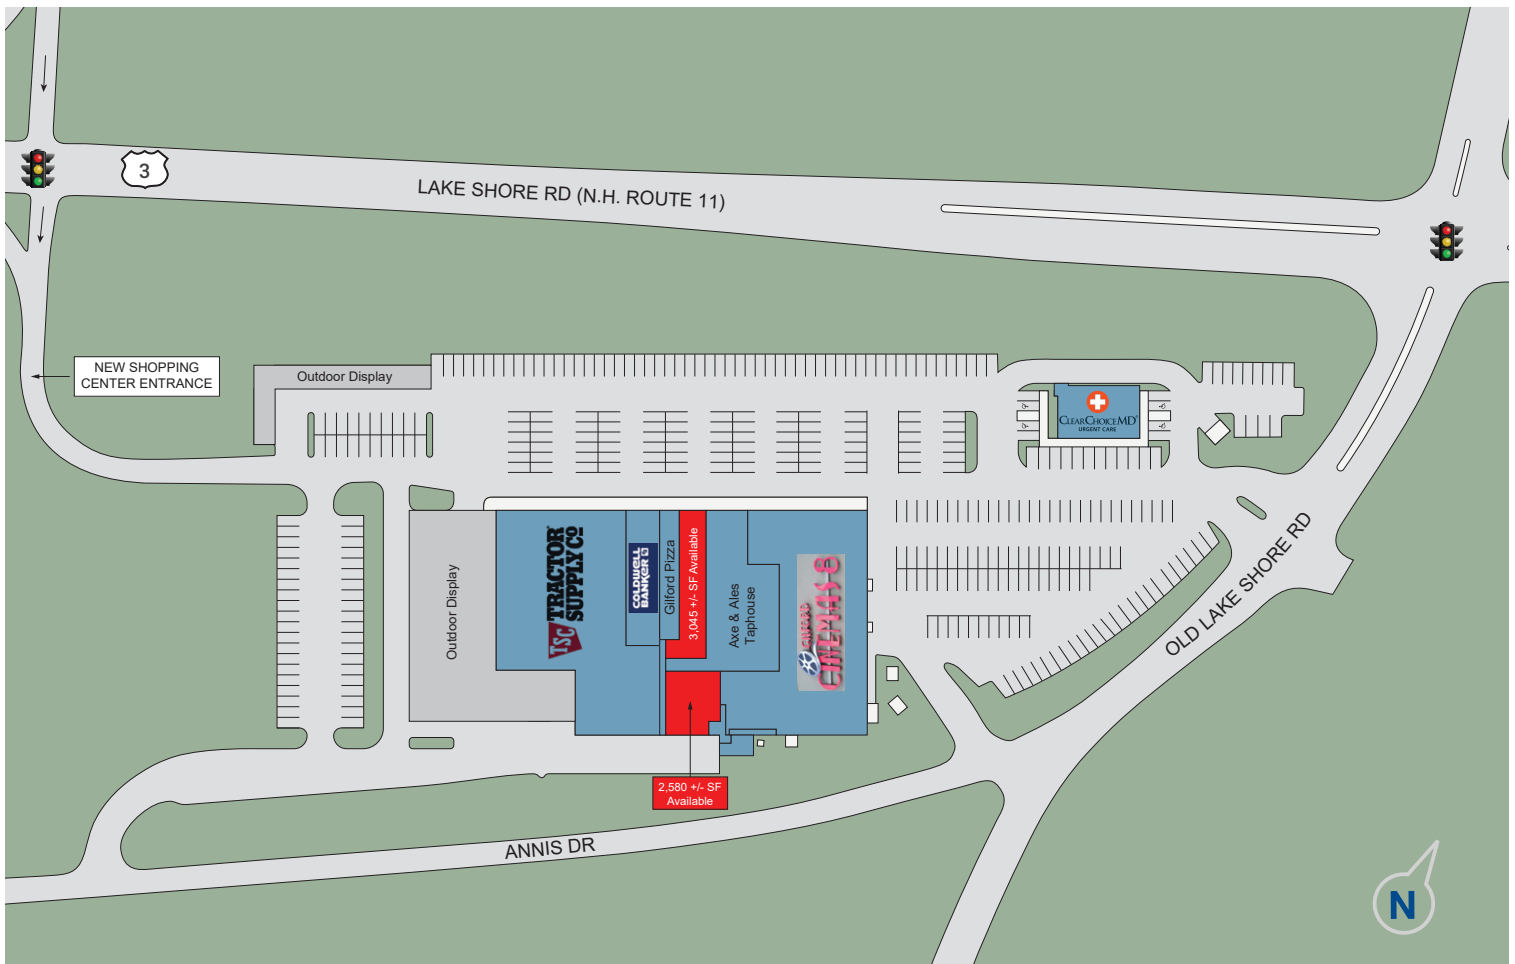 3
LAKE SHORE RD (N.H. ROUTE 11)
NEW SHOPPING
CENTER ENTRANCE
Outdoor Display
CLEARCHOICEMD
URGENT CARE
Outdoor Display
TSC
TRACTOR
SUPPLY CO
COLDWELL
BANKER
Gilford Pizza
3,045 +/- SF Available
Axe & Ales
Taphouse
CINEMAS 8
OLD LAKE SHORE RD
2,580 +/- SF
Available
ANNIS DR
N